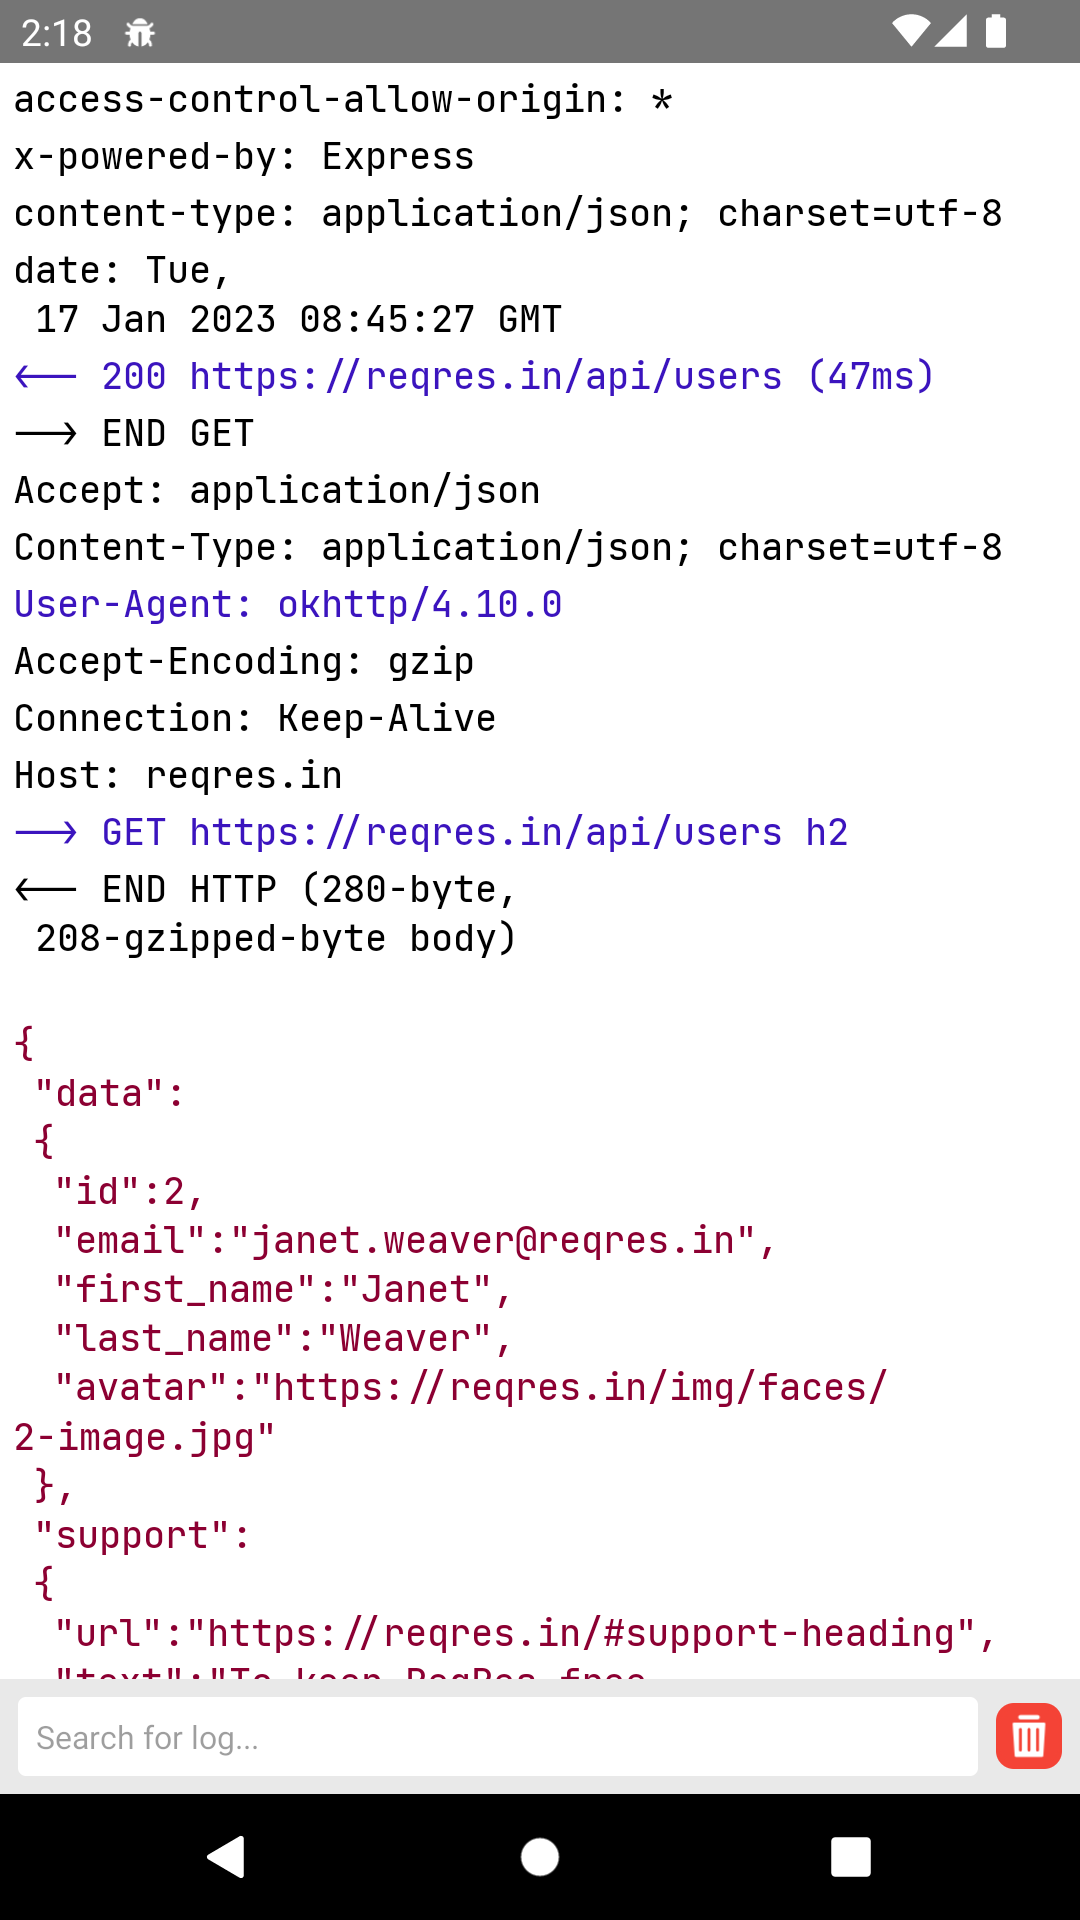 2:18
access-control-allow-origin: *
x-powered-by: Express
content-type: application/json; charset=utf-8
date: Tue,
17 Jan 2023 08:45:27 GMT
<-- 200 https://reqres.in/api/users (47ms)
--> END GET
Accept: application/json
Content-Type: application/json; charset=utf-8
User-Agent: okhttp/4.10.0
Accept-Encoding: gzip
Connection: Keep-Alive
Host: reqres.in
--> GET https://reqres.in/api/users h2
<-- END HTTP (280-byte,
208-gzipped-byte body)
{
"data":
{
"id":2,
"email":"janet.weaver@reqres.in",
"first_name":"Janet",
"last_name":"Weaver",
"avatar":"https://reqres.in/img/faces/
2-image.jpg"
},
"support":
{
"url":"https://reqres.in/#support-heading",
"text":"To keep ReqRes free
Search for log...